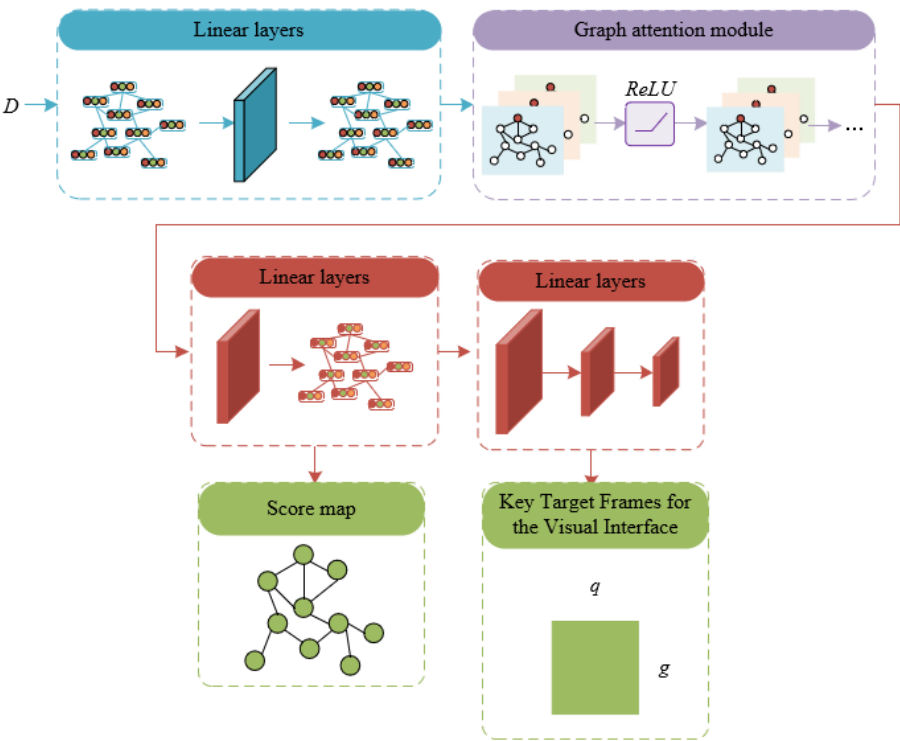 Linear layers
Graph attention module
D
ReLU
...
Linear layers
Linear layers
Score map
Key Target Frames for
the Visual Interface
q
g